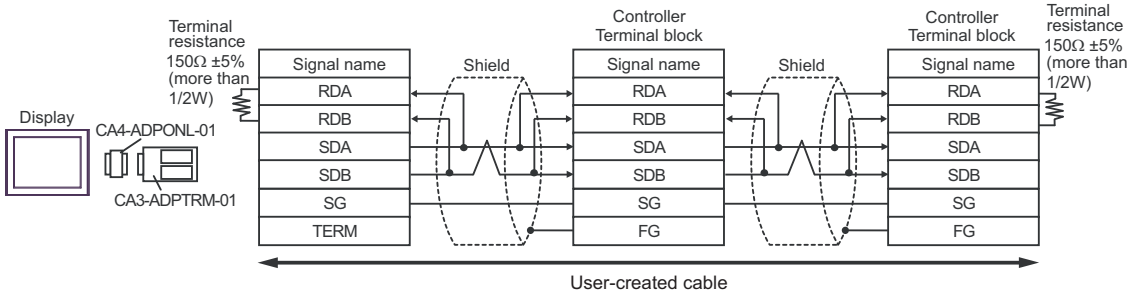 Terminal
resistance
150Ω ±5%
(more than
1/2W)
Display
CA4-ADPONL-01
CA3-ADPTRM-01
Signal name
RDA
RDB
SDA
SDB
SG
TERM
Shield
Controller
Terminal block
Signal name
RDA
RDB
SDA
SDB
SG
FG
Shield
Controller
Terminal block
Signal name
RDA
RDB
SDA
SDB
SG
FG
Terminal
resistance
150Ω ±5%
(more than
1/2W)
User-created cable